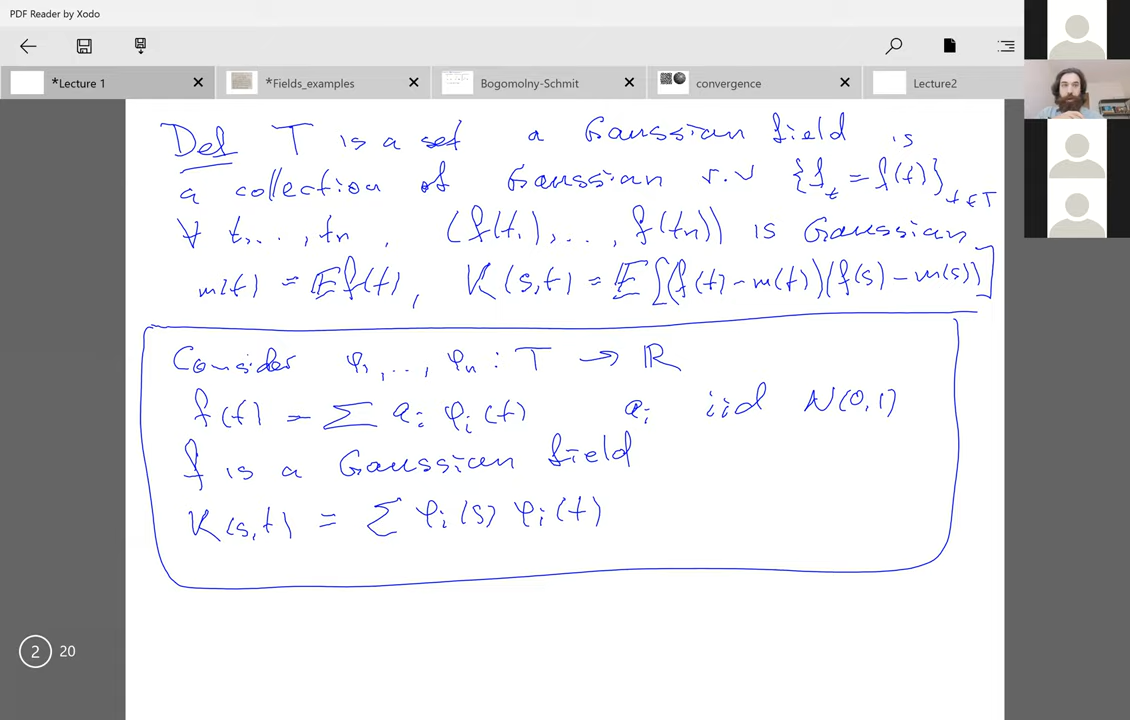 PDF Reader by Xodo
*Lecture 1 *Fields_examples Bogomolny-Schmit convergence Lecture2
Def T is a set a Gaussian field is
a collection of Gaussian r.v {f_t = f(t)}_{t∈T}
∀ t₁,..., tₙ, (f(t₁),..., f(tₙ)) is Gaussian
m(t) = 𝔼f(t), K(s,t) = 𝔼[(f(t)-m(t))(f(s)-m(s))]
Consider φ₁,..., φₙ : T → ℝ
f(t) = Σ aᵢ φᵢ(t) aᵢ iid N(0,1)
f is a Gaussian field
K(s,t) = Σ φᵢ(s) φᵢ(t)
2 20